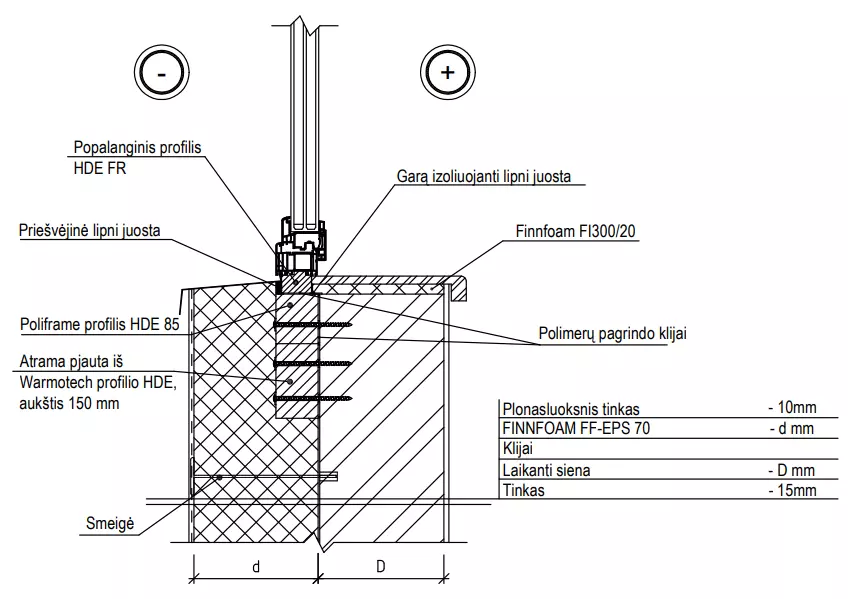 -
+
Popalanginis profilis
HDE FR
Garą izoliuojanti lipni juosta
Priešvėjinė lipni juosta
Finnfoam FI300/20
Poliframe profilis HDE 85
Polimerų pagrindo klijai
Atrama pjauta iš
Warmotech profilio HDE,
aukštis 150 mm
Plonasluoksnis tinkas - 10mm
FINNFOAM FF-EPS 70 - d mm
Klijai
Laikanti siena - D mm
Tinkas - 15mm
Smeigė
d D